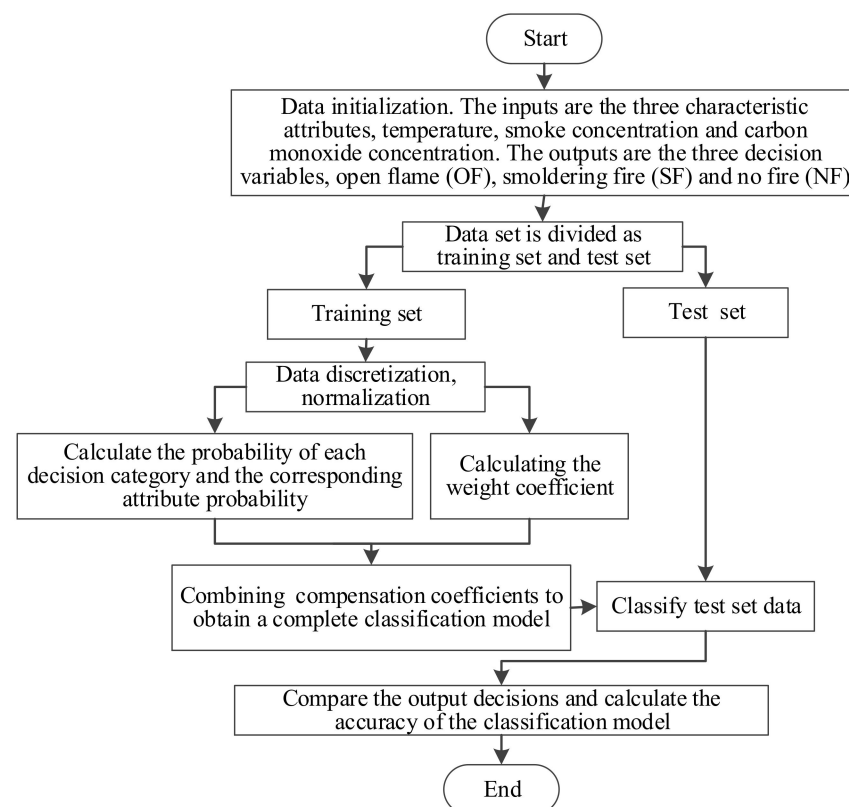 Start
Data initialization. The inputs are the three characteristic
attributes, temperature, smoke concentration and carbon
monoxide concentration. The outputs are the three decision
variables, open flame (OF), smoldering fire (SF) and no fire (NF)
Data set is divided as
training set and test set
Training set
Test set
Data discretization,
normalization
Calculate the probability of each
decision category and the corresponding
attribute probability
Calculating the
weight coefficient
Combining compensation coefficients to
obtain a complete classification model
Classify test set data
Compare the output decisions and calculate the
accuracy of the classification model
End